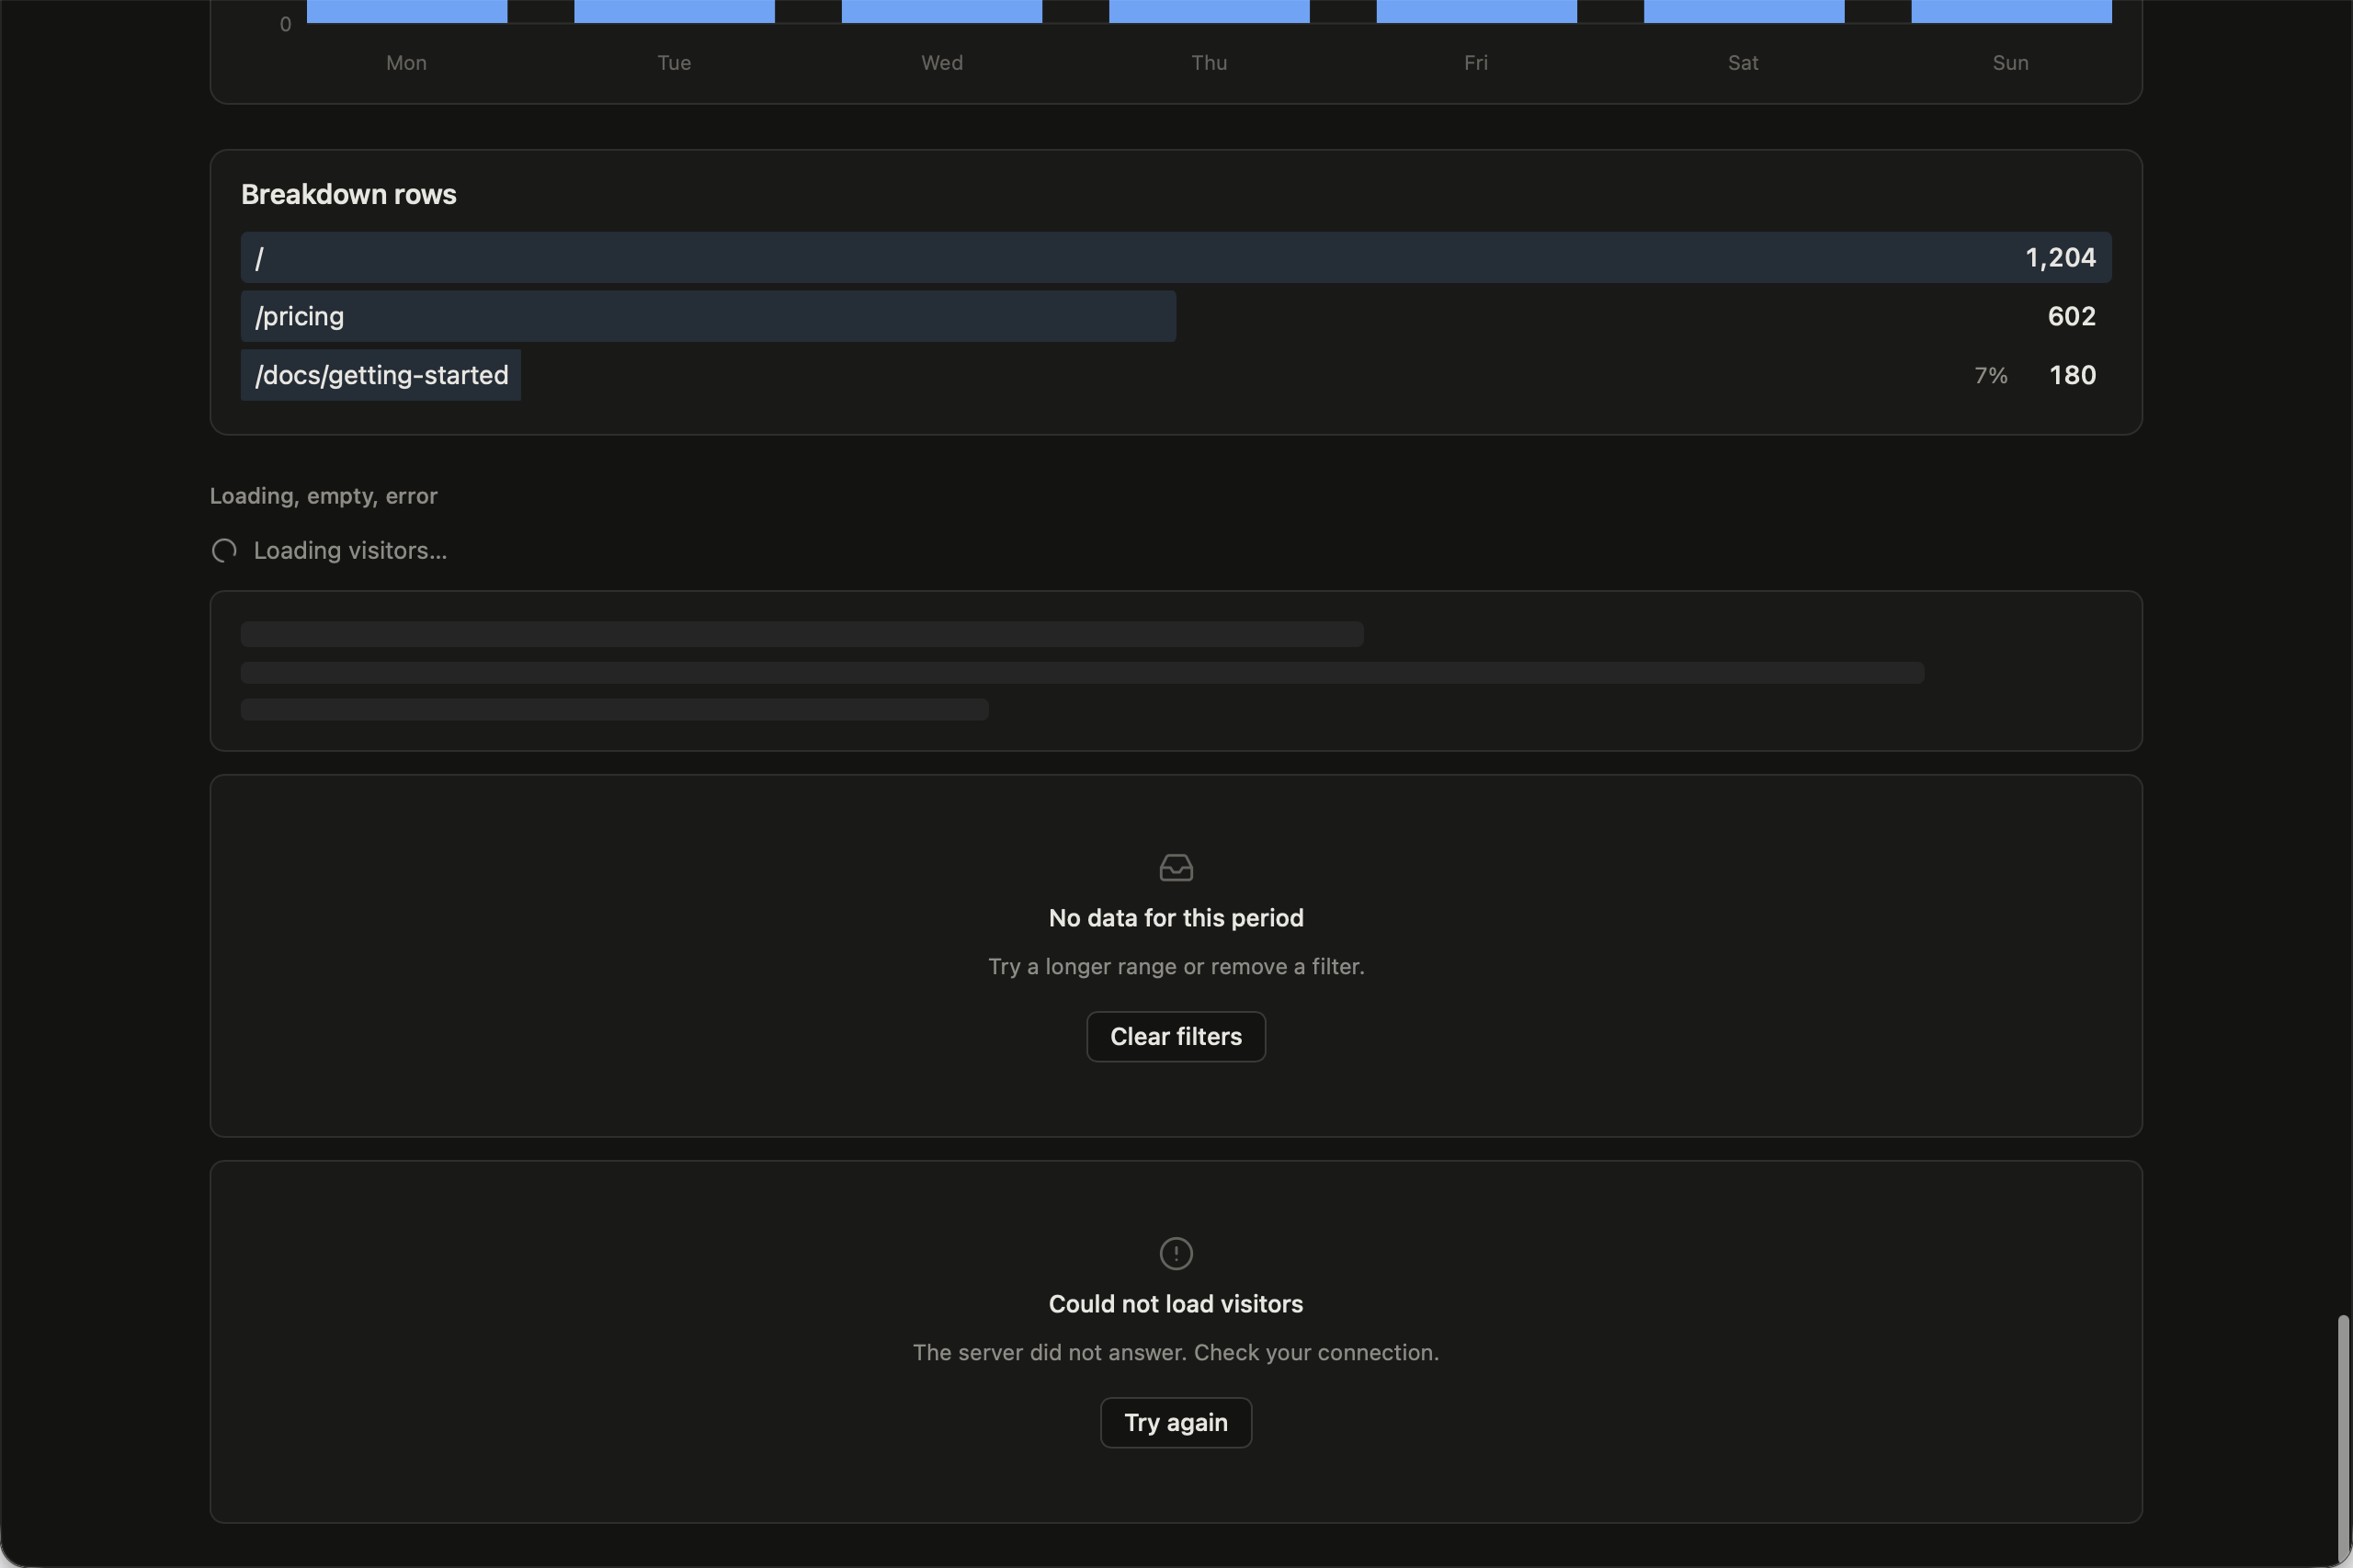 0
Mon Tue Wed Thu Fri Sat Sun
Breakdown rows
/ 1,204
/pricing 602
/docs/getting-started 7% 180
Loading, empty, error
Loading visitors...
No data for this period
Try a longer range or remove a filter.
Clear filters
Could not load visitors
The server did not answer. Check your connection.
Try again